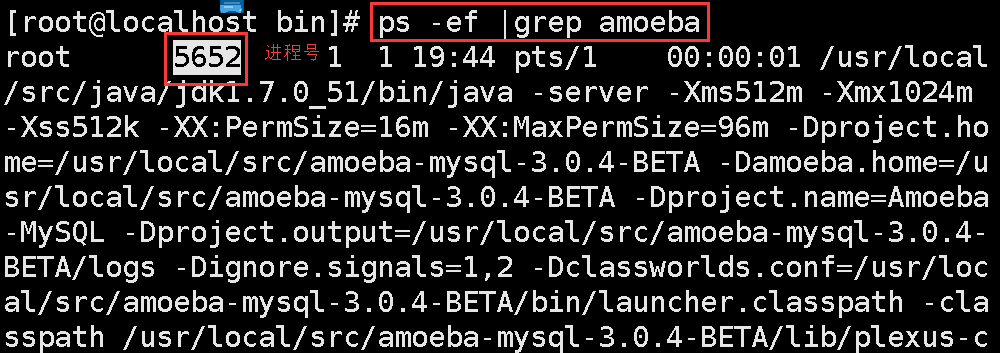 [root@localhost bin]# ps -ef |grep amoeba
root 5652 进程号 1 1 19:44 pts/1 00:00:01 /usr/local
/src/java/jdk1.7.0_51/bin/java -server -Xms512m -Xmx1024m
-Xss512k -XX:PermSize=16m -XX:MaxPermSize=96m -Dproject.ho
me=/usr/local/src/amoeba-mysql-3.0.4-BETA -Damoeba.home=/u
sr/local/src/amoeba-mysql-3.0.4-BETA -Dproject.name=Amoeba
-MySQL -Dproject.output=/usr/local/src/amoeba-mysql-3.0.4-
BETA/logs -Dignore.signals=1,2 -Dclassworlds.conf=/usr/loc
al/src/amoeba-mysql-3.0.4-BETA/bin/launcher.classpath -cla
sspath /usr/local/src/amoeba-mysql-3.0.4-BETA/lib/plexus-c